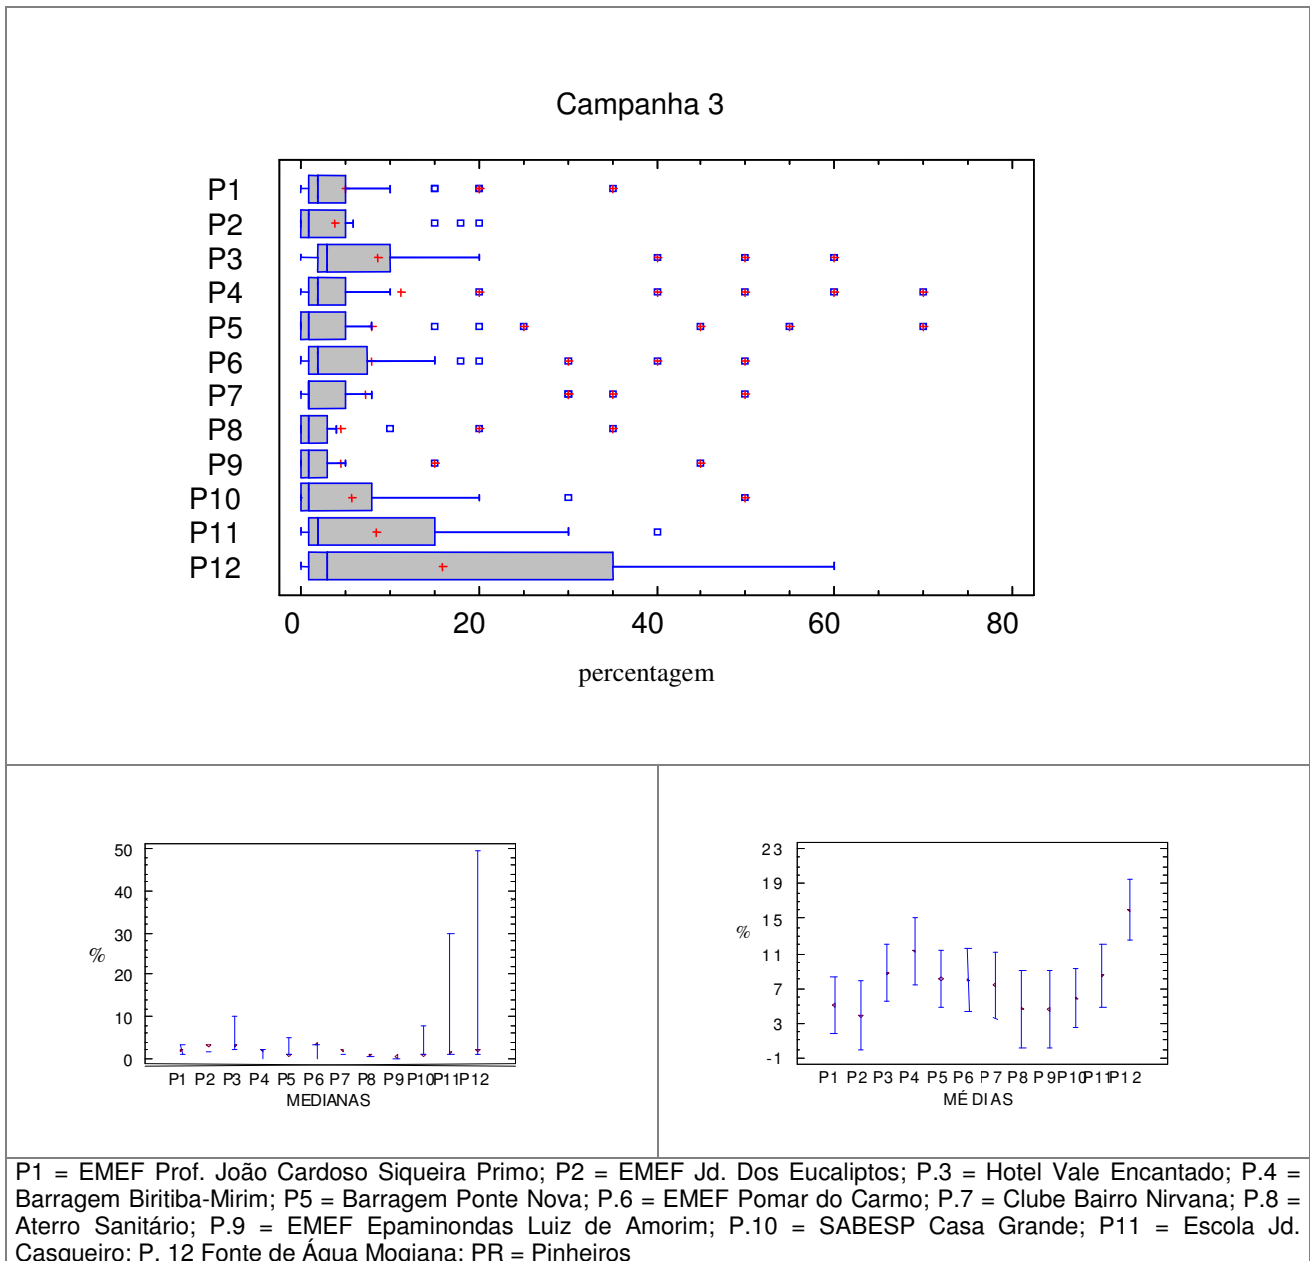 Campanha 3
P1
P2
P3
P4
P5
P6
P7
P8
P9
P10
P11
P12
0 20 40 60 80
percentagem
50
40
30
20
10
0
%
P1 P2 P3 P4 P5 P6 P7 P8 P9 P10 P11 P12
MEDIANAS
23
19
15
11
7
3
-1
%
P1 P2 P3 P4 P5 P6 P7 P8 P9 P10 P11 P12
MÉDIAS
P1 = EMEF Prof. João Cardoso Siqueira Primo; P2 = EMEF Jd. Dos Eucaliptos; P.3 = Hotel Vale Encantado; P.4 =
Barragem Biritiba-Mirim; P5 = Barragem Ponte Nova; P.6 = EMEF Pomar do Carmo; P.7 = Clube Bairro Nirvana; P.8 =
Aterro Sanitário; P.9 = EMEF Epaminondas Luiz de Amorim; P.10 = SABESP Casa Grande; P11 = Escola Jd.
Casqueiro; P. 12 Fonte de Água Mogiana; PR = Pinheiros